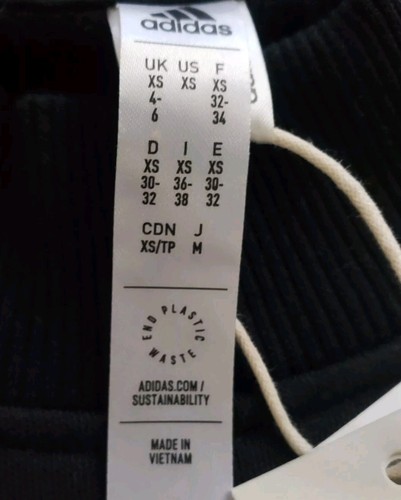 adidas
UK US F
XS XS XS
4- 32-
6 34
D I E
XS XS XS
30- 36- 30-
32 38 32
CDN J
XS/TP M
END PLASTIC WASTE
ADIDAS.COM /
SUSTAINABILITY
MADE IN
VIETNAM